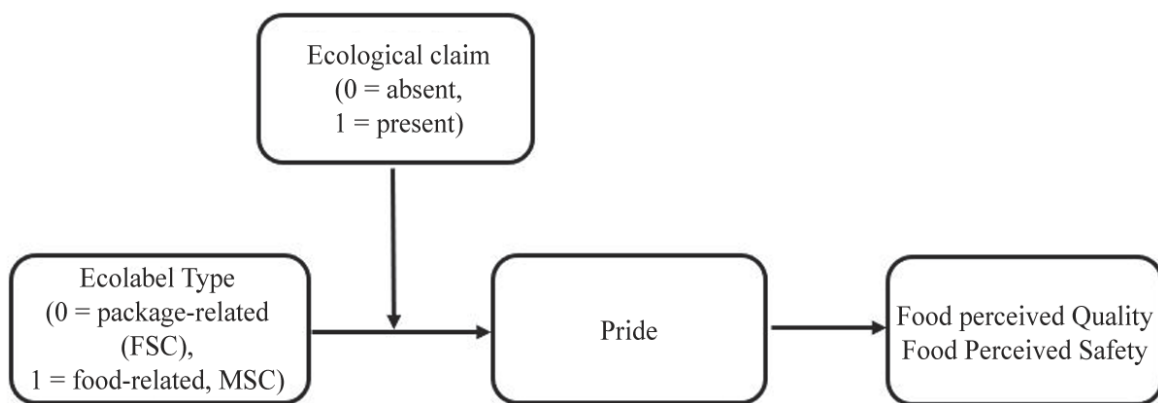 Ecological claim
(0 = absent,
1 = present)
Ecolabel Type
(0 = package-related
(FSC),
1 = food-related, MSC)
Pride
Food perceived Quality
Food Perceived Safety